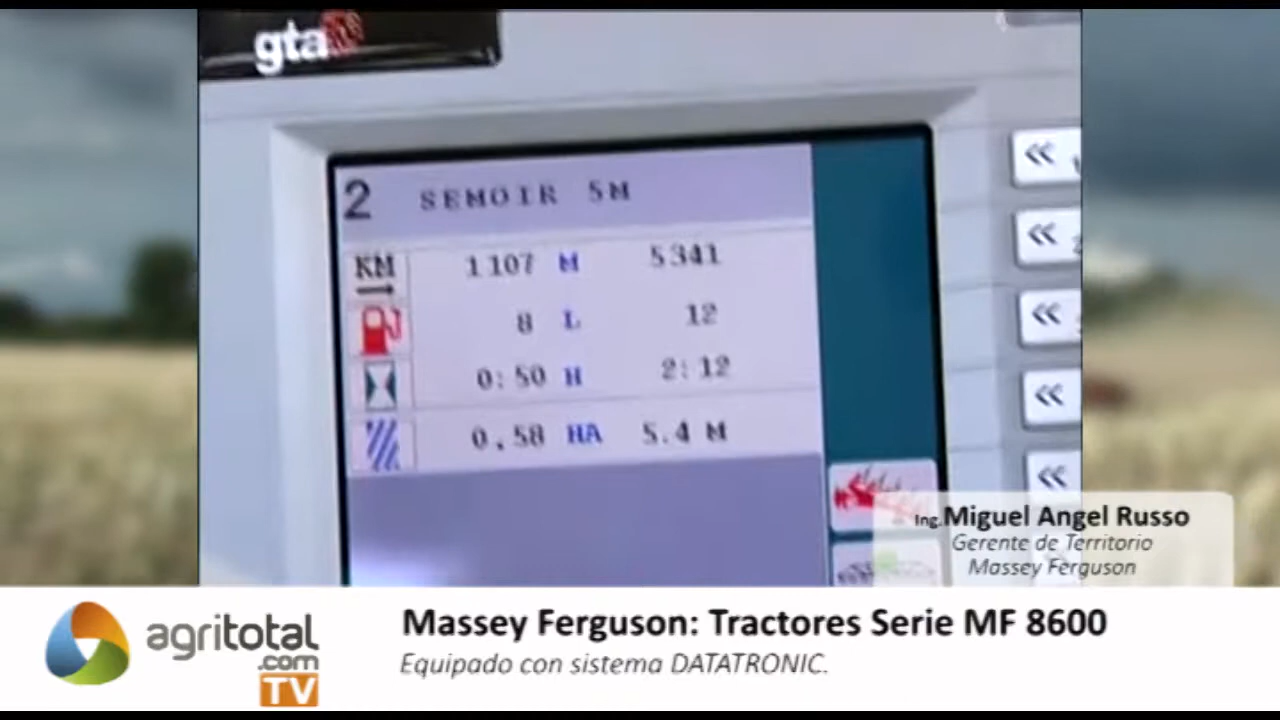 gta
2 SEMOIR 5M
KM 1107 M 5341
8 L 12
0:50 H 2:12
0.58 HA 5.4 M
Ing. Miguel Angel Russo
Gerente de Territorio
Massey Ferguson
agritotal
.com
TV
Massey Ferguson: Tractores Serie MF 8600
Equipado con sistema DATATRONIC.